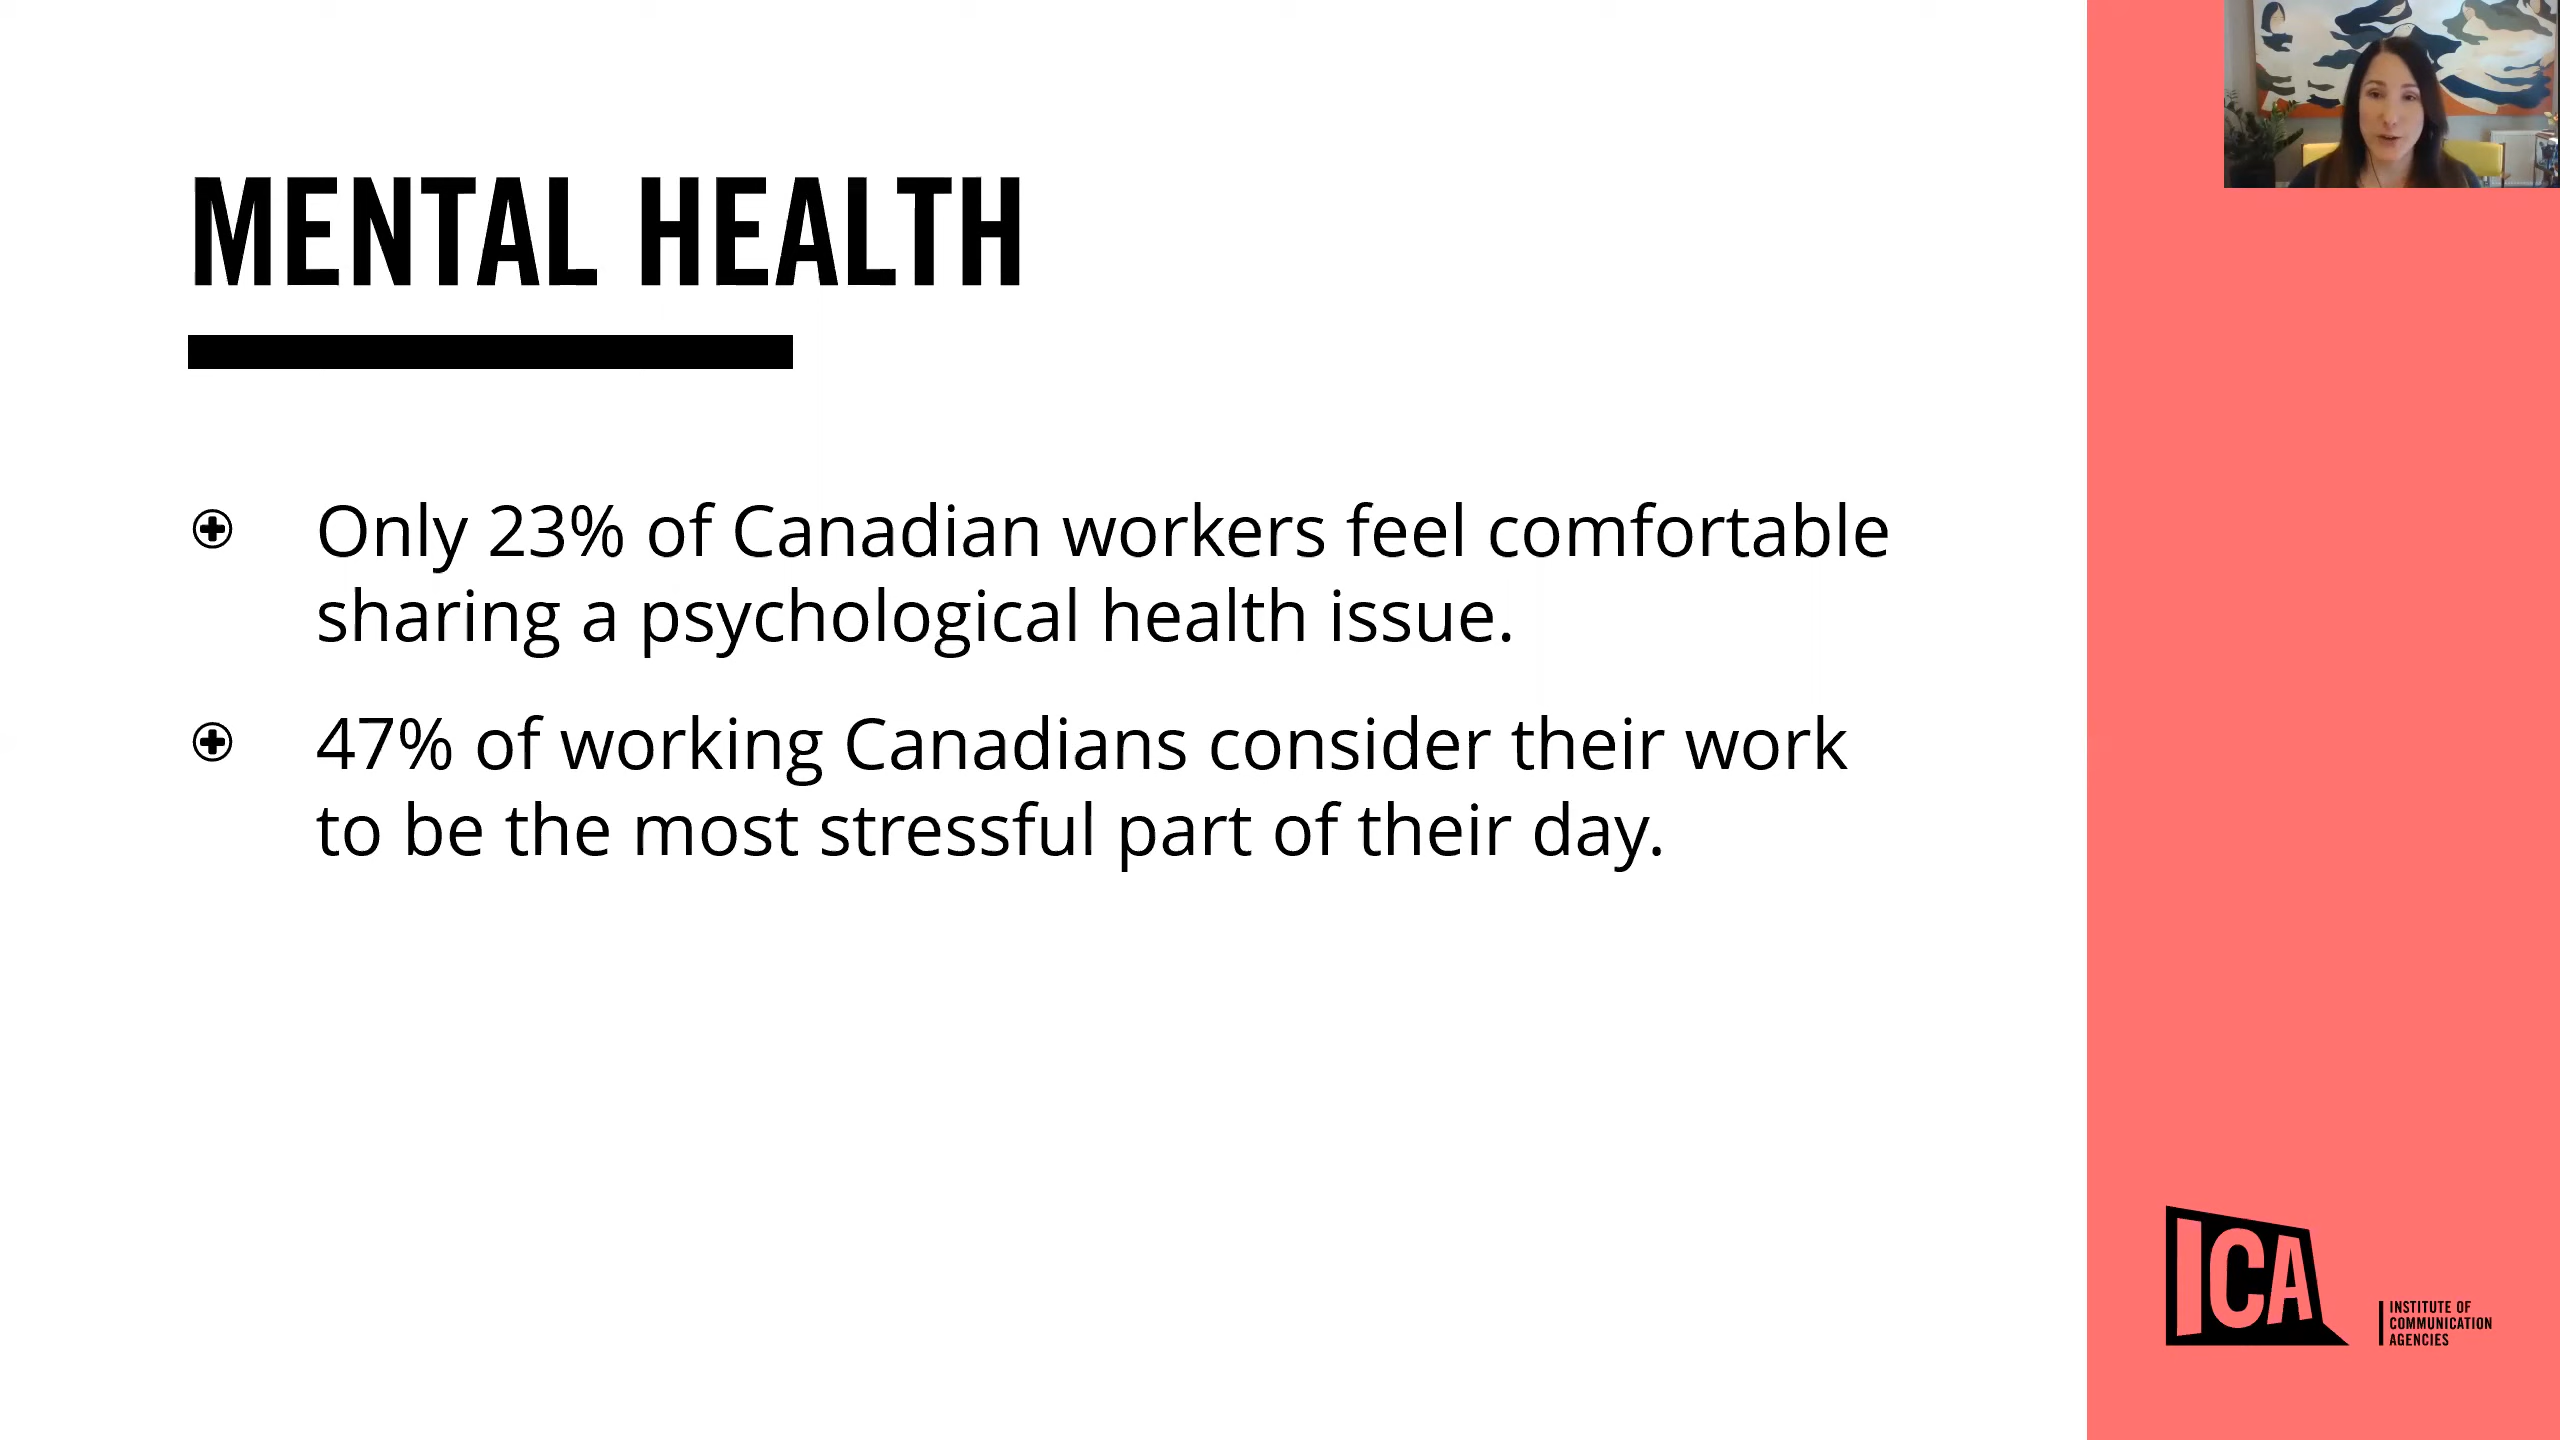 MENTAL HEALTH
Only 23% of Canadian workers feel comfortable
sharing a psychological health issue.
47% of working Canadians consider their work
to be the most stressful part of their day.
ICA
INSTITUTE OF
COMMUNICATION
AGENCIES